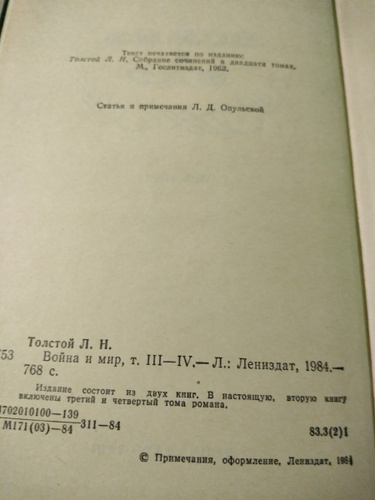 Текст печатается по изданию:
Толстой Л. Н. Собрание сочинений в двадцати томах.
М., Гослитиздат, 1962.
Статья и примечания Л. Д. Опульской
Толстой Л. Н.
Т53 Война и мир, т. III—IV.— Л.: Лениздат, 1984.—
768 с.
Издание состоит из двух книг. В настоящую, вторую книгу
включены третий и четвертый тома романа.
4702010100—139
М171(03)—84 311—84 83.3(2)1
© Примечания, оформление, Лениздат, 1984